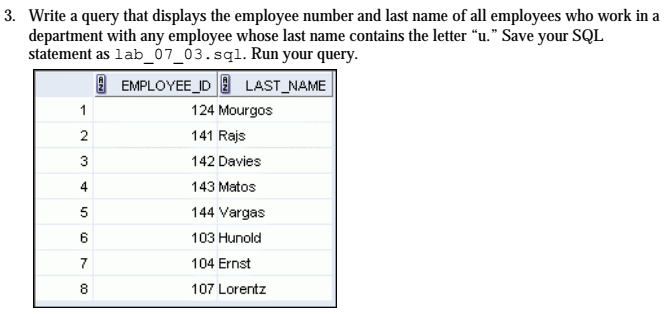 3. Write a query that displays the employee number and last name of all employees who work in a
department with any employee whose last name contains the letter “u.” Save your SQL
statement as lab_07_03.sql. Run your query.
EMPLOYEE_ID LAST_NAME
1 124 Mourgos
2 141 Rajs
3 142 Davies
4 143 Matos
5 144 Vargas
6 103 Hunold
7 104 Ernst
8 107 Lorentz